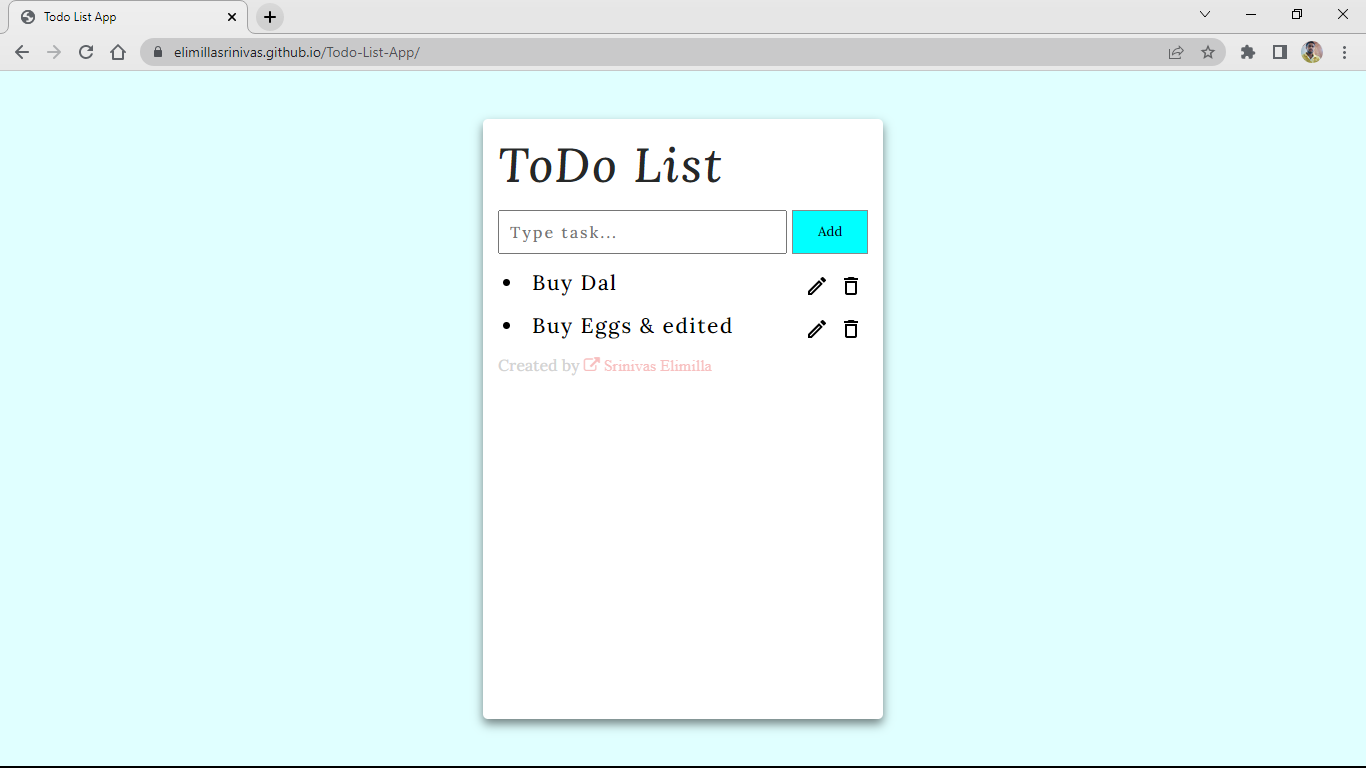 Todo List App
elimillasrinivas.github.io/Todo-List-App/
ToDo List
Type task...
Add
Buy Dal
Buy Eggs & edited
Created by Srinivas Elimilla